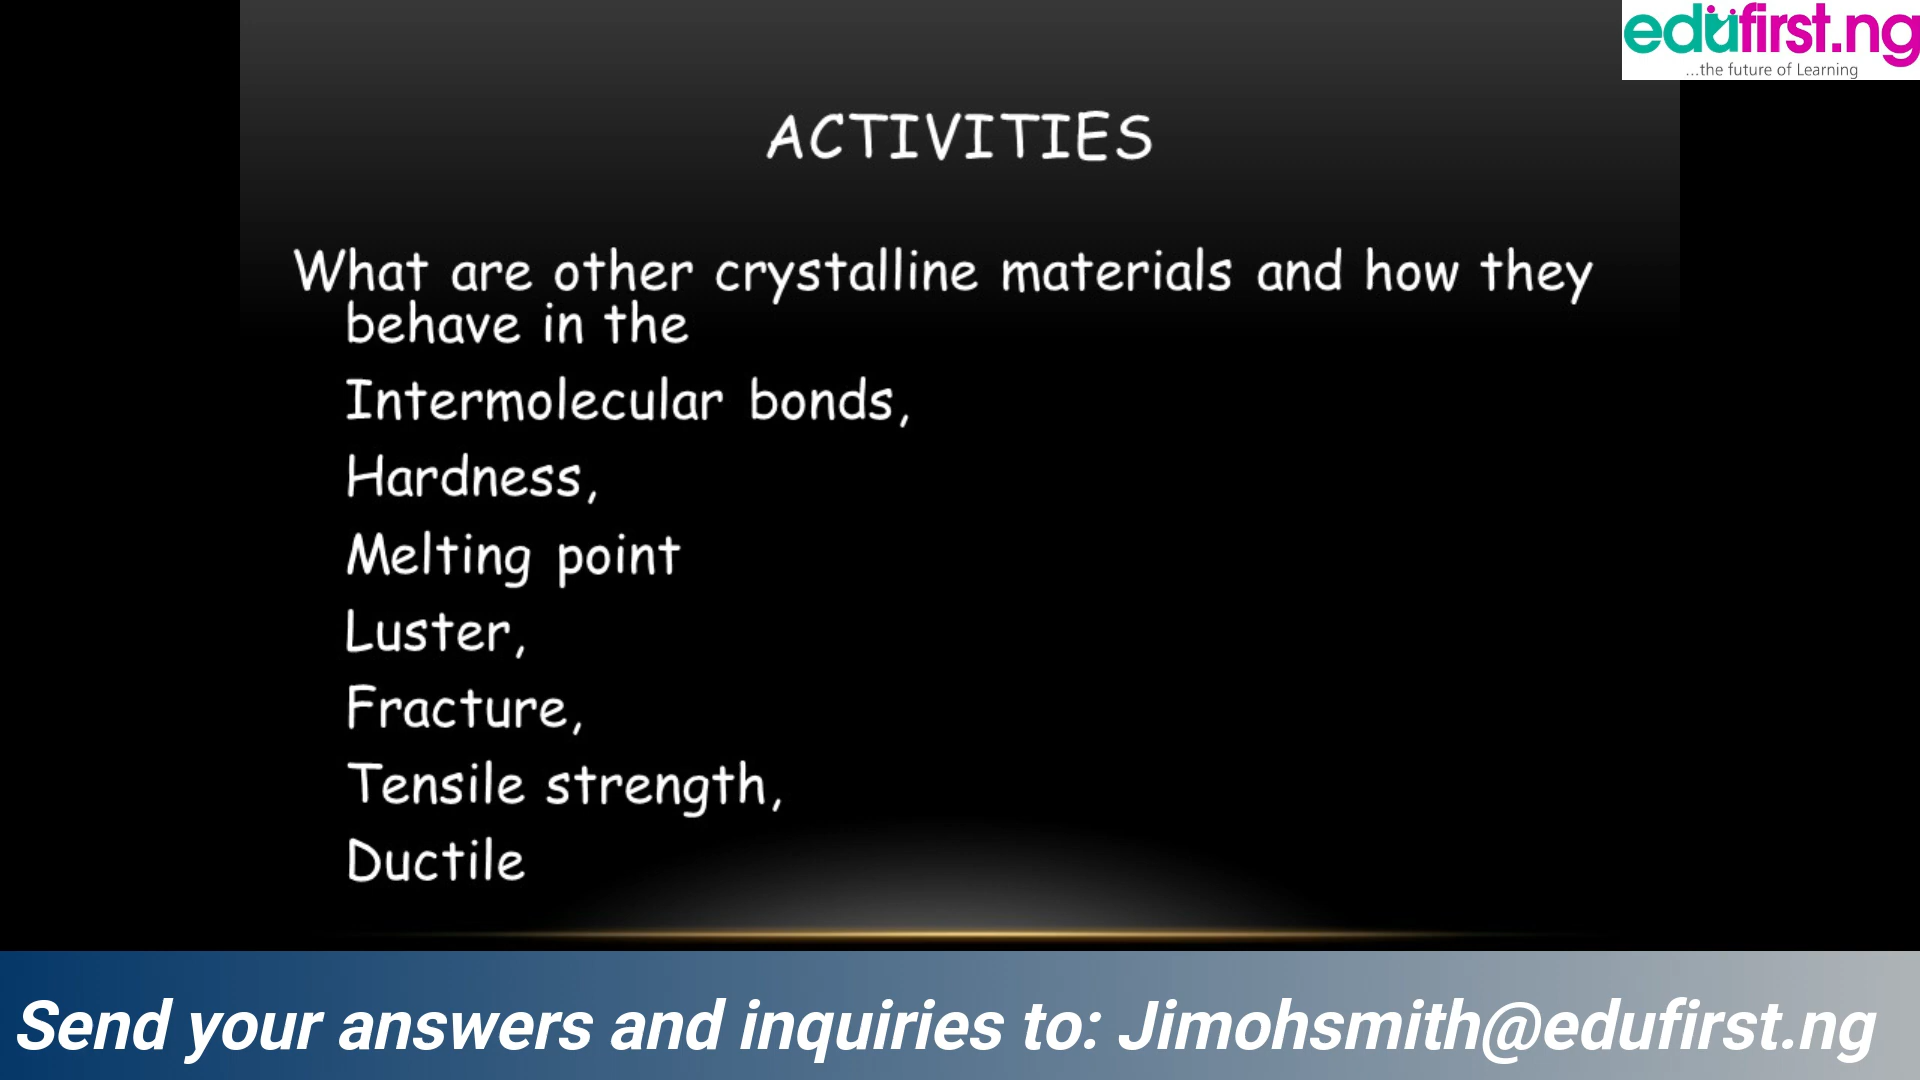 edufirst.ng
...the future of Learning
ACTIVITIES
What are other crystalline materials and how they
behave in the
Intermolecular bonds,
Hardness,
Melting point
Luster,
Fracture,
Tensile strength,
Ductile
Send your answers and inquiries to: Jimohsmith@edufirst.ng